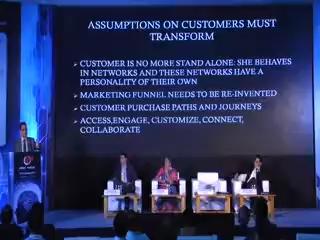 ASSUMPTIONS ON CUSTOMERS MUST
TRANSFORM
➢ CUSTOMER IS NO MORE STAND ALONE: SHE BEHAVES
IN NETWORKS AND THESE NETWORKS HAVE A
PERSONALITY OF THEIR OWN
➢ MARKETING FUNNEL NEEDS TO BE RE-INVENTED
➢ CUSTOMER PURCHASE PATHS AND JOURNEYS
➢ ACCESS,ENGAGE, CUSTOMIZE, CONNECT,
COLLABORATE